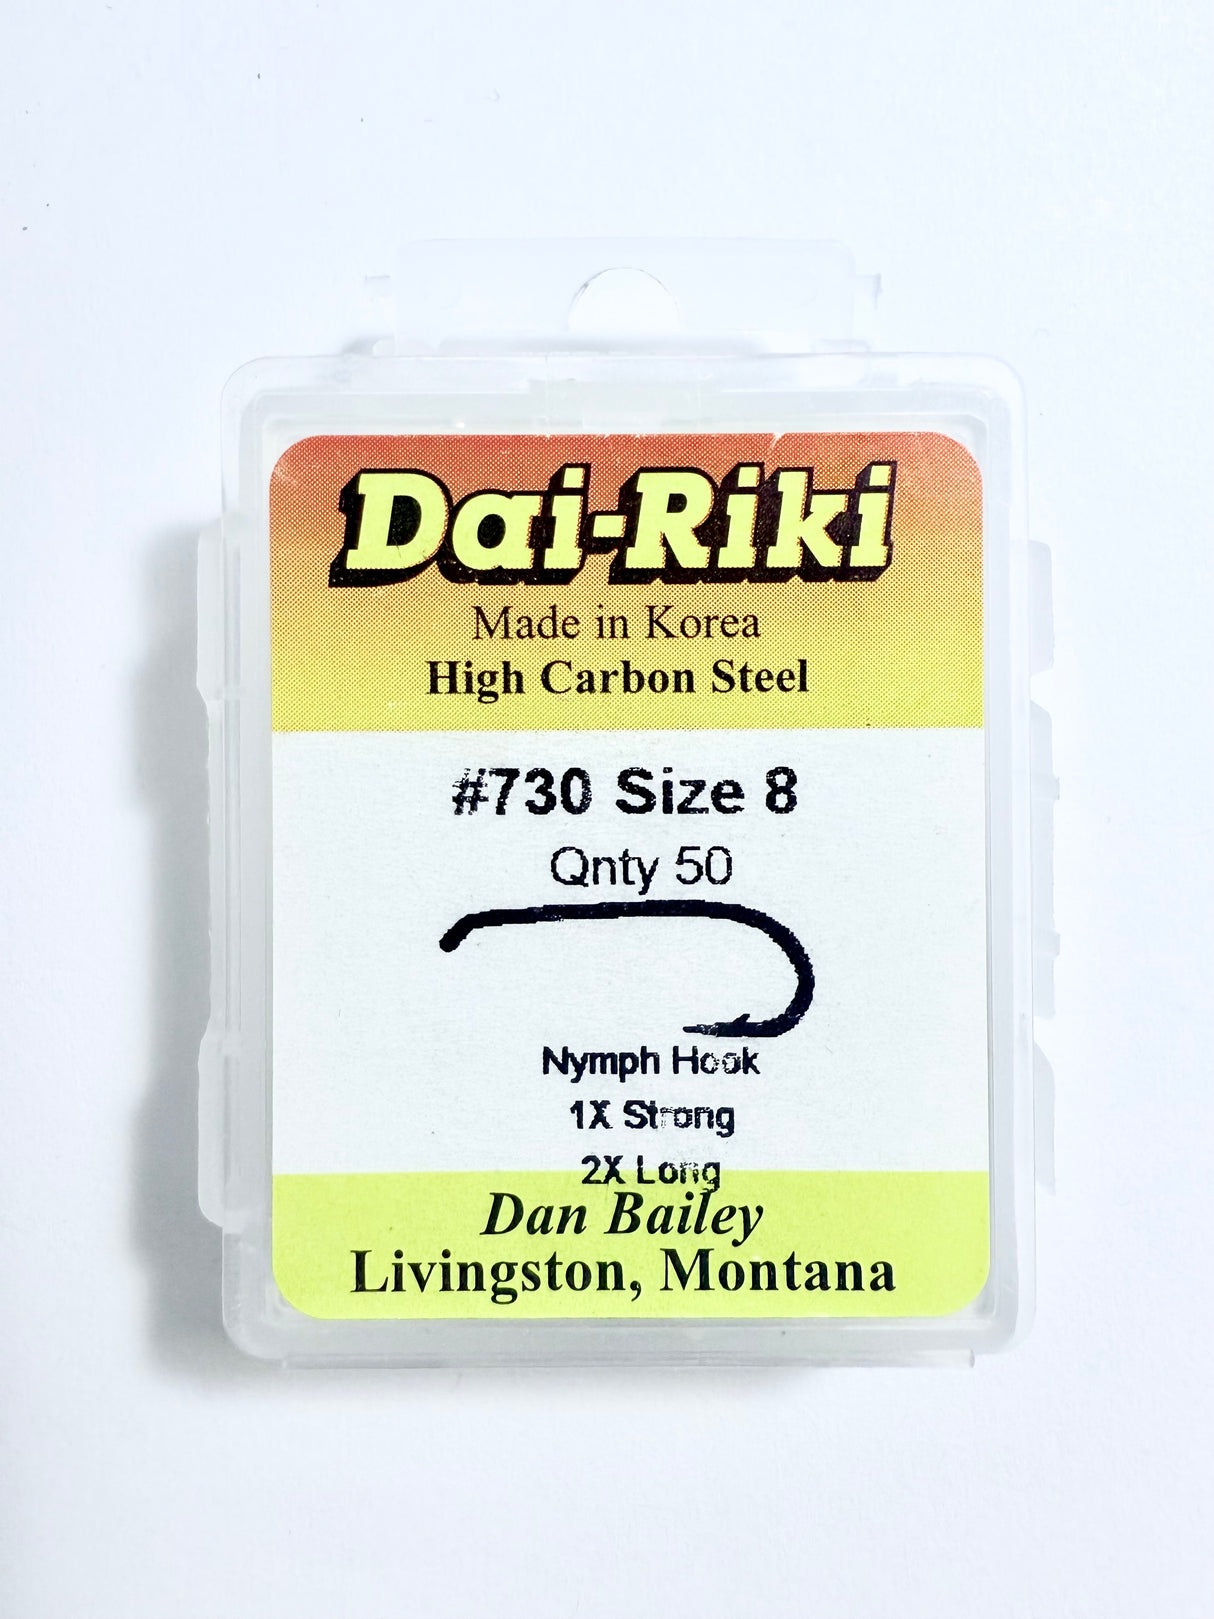 Dai-Riki
Made in Korea
High Carbon Steel
#730 Size 8
Qnty 50
Nymph Hook
1X Strong
2X Long
Dan Bailey
Livingston, Montana